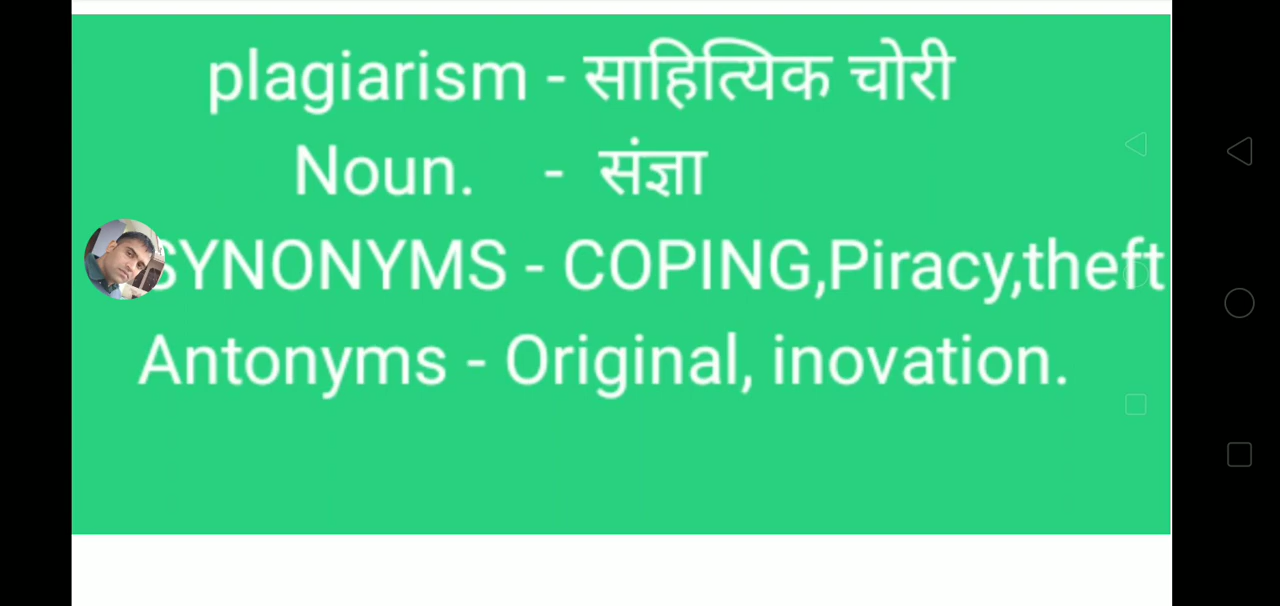 plagiarism - साहित्यिक चोरी
Noun. - संज्ञा
SYNONYMS - COPING,Piracy,theft
Antonyms - Original, inovation.